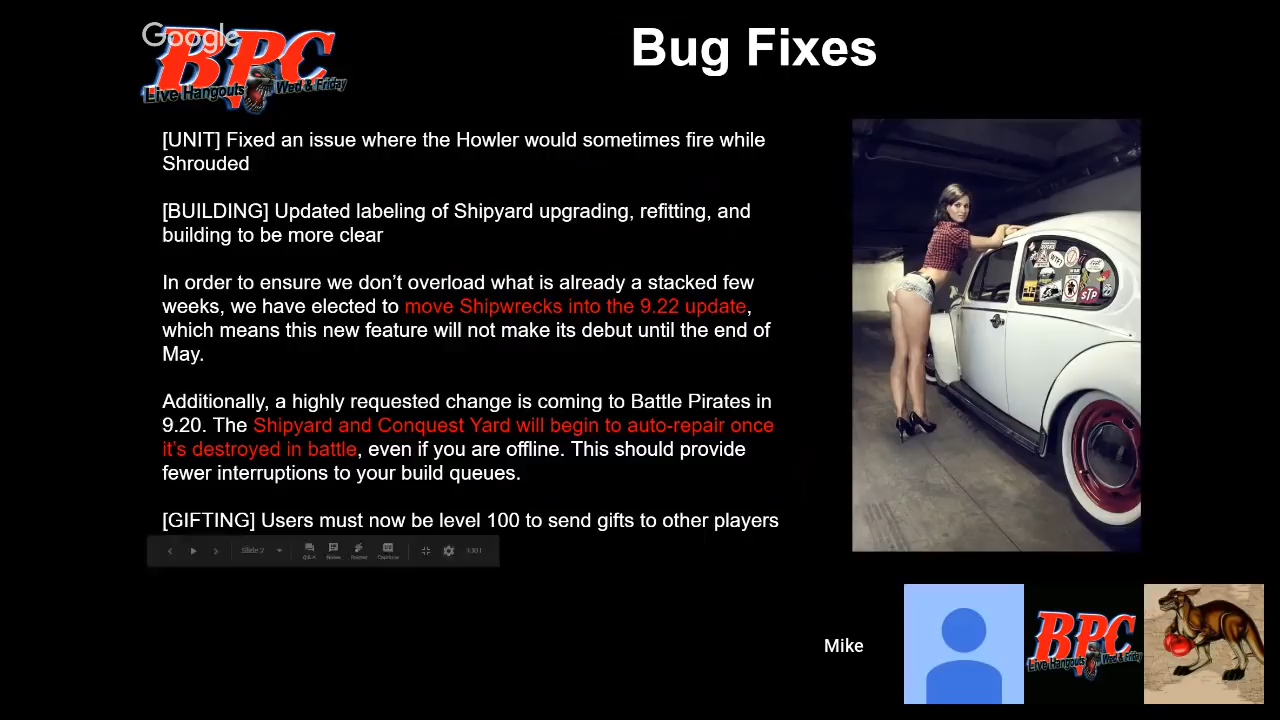 Google
BPC
Live Hangouts Wed & Friday
Bug Fixes
[UNIT] Fixed an issue where the Howler would sometimes fire while
Shrouded
[BUILDING] Updated labeling of Shipyard upgrading, refitting, and
building to be more clear
In order to ensure we don’t overload what is already a stacked few
weeks, we have elected to move Shipwrecks into the 9.22 update,
which means this new feature will not make its debut until the end of
May.
Additionally, a highly requested change is coming to Battle Pirates in
9.20. The Shipyard and Conquest Yard will begin to auto-repair once
it’s destroyed in battle, even if you are offline. This should provide
fewer interruptions to your build queues.
[GIFTING] Users must now be level 100 to send gifts to other players
STP
Q&A Notes Pointer Captions
Mike
BPC
Live Hangouts Wed & Friday